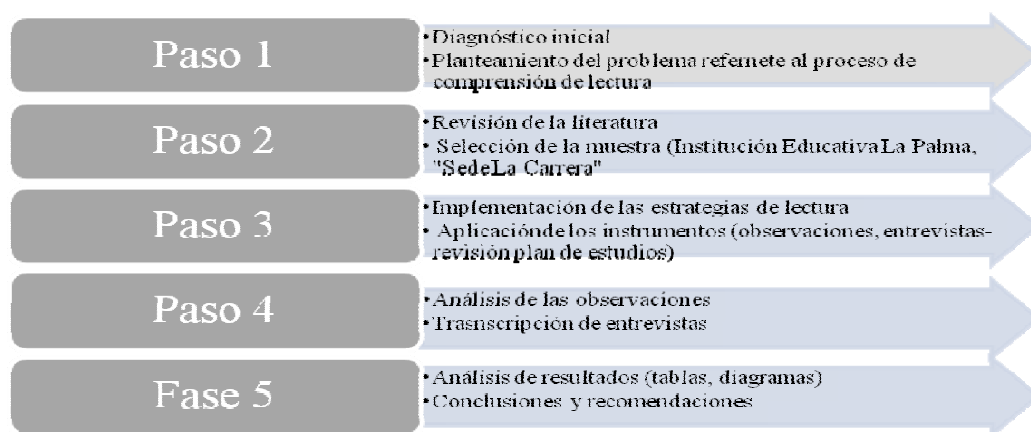 Paso 1
• Diagnóstico inicial
• Planteamiento del problema refernete al proceso de
comprensión de lectura
Paso 2
• Revisión de la literatura
• Selección de la muestra (Institución Educativa La Palma,
"SedeLa Carrera"
Paso 3
• Implementación de las estrategias de lectura
• Aplicaciónde los instrumentos (observaciones, entrevistas-
revisión plan de estudios)
Paso 4
• Análisis de las observaciones
• Trasnscripción de entrevistas
Fase 5
• Análisis de resultados (tablas, diagramas)
• Conclusiones y recomendaciones